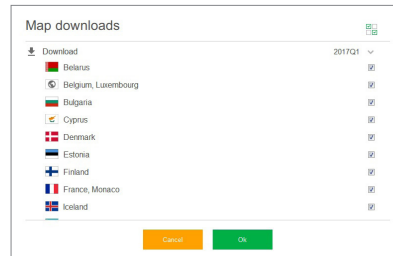 Map downloads
Download 2017Q1
Belarus
Belgium, Luxembourg
Bulgaria
Cyprus
Denmark
Estonia
Finland
France, Monaco
Iceland
Cancel Ok